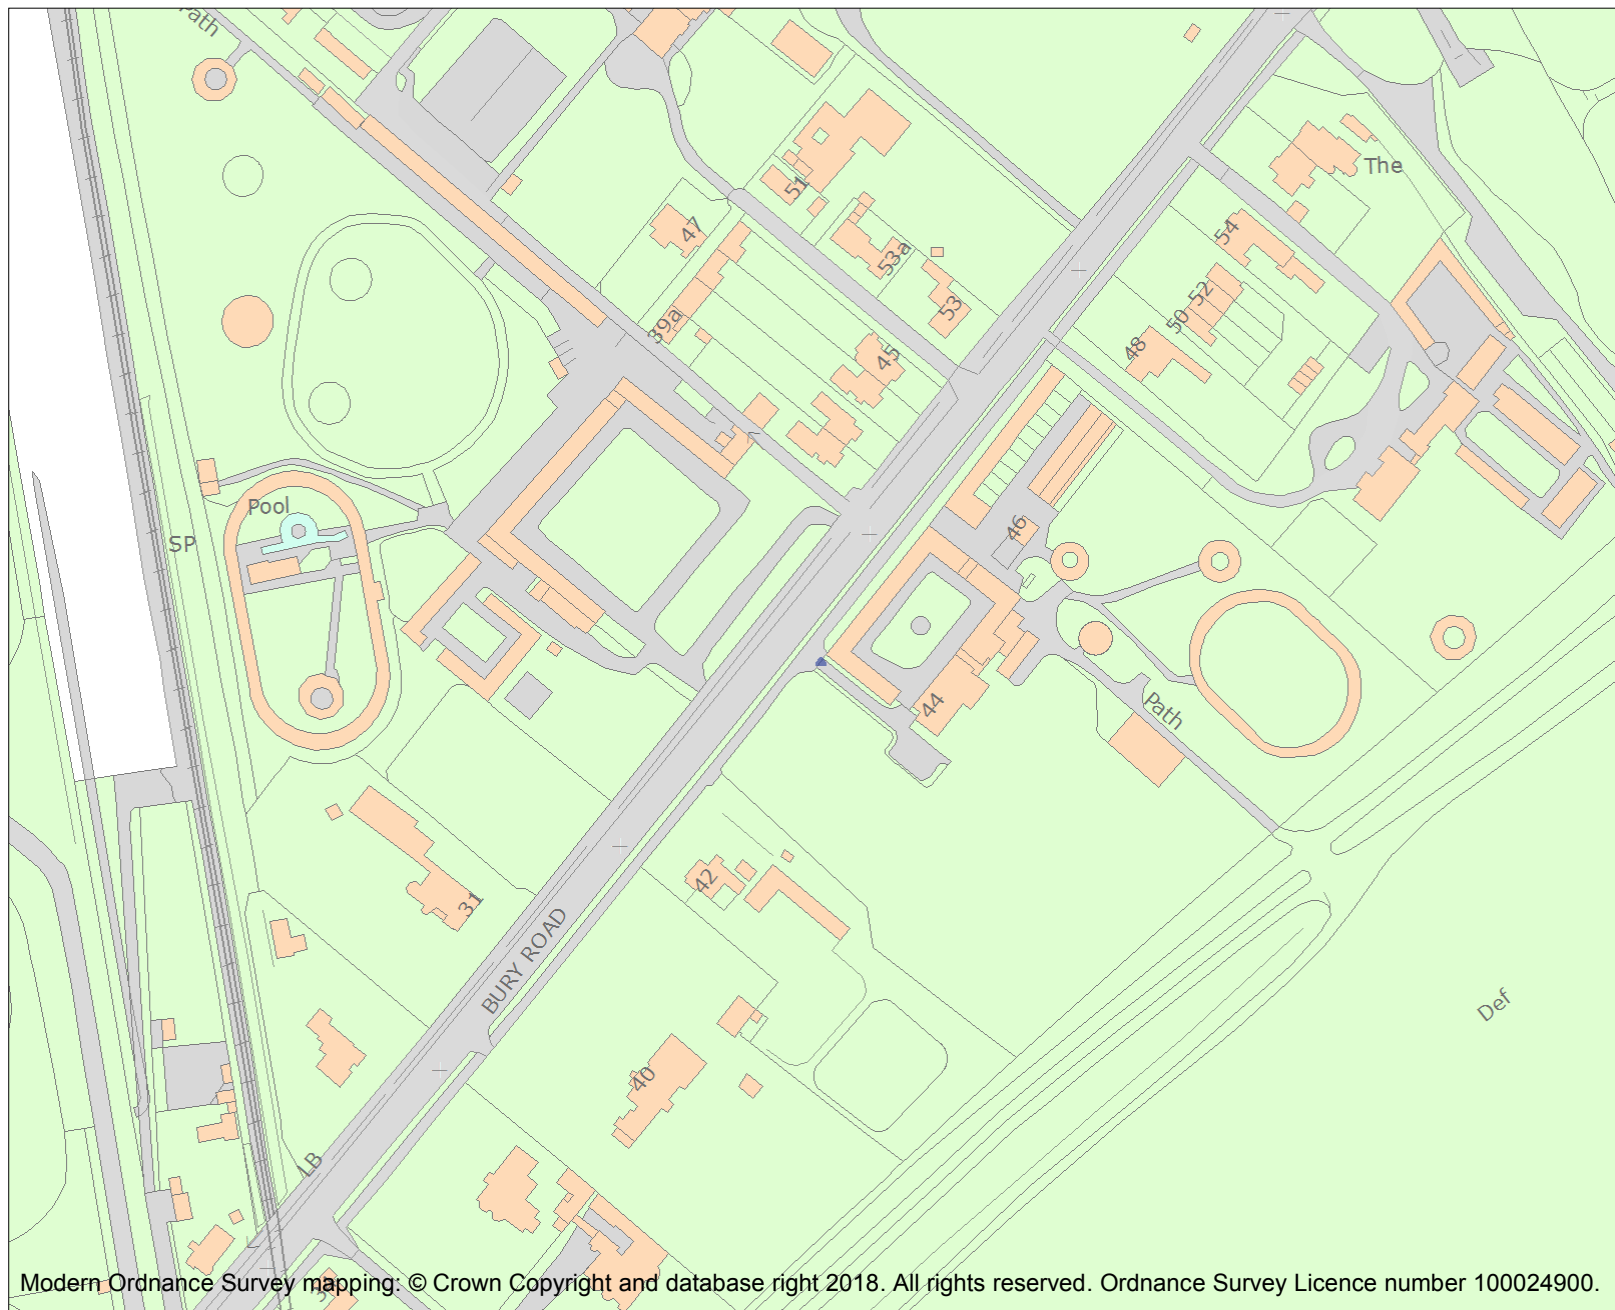 Path
The
51
47
54
53a
52
53
50
39a
48
45
Pool
46
SP
44
Path
42
31
BURY ROAD
Def
40
LB
Modern Ordnance Survey mapping: © Crown Copyright and database right 2018. All rights reserved. Ordnance Survey Licence number 100024900.